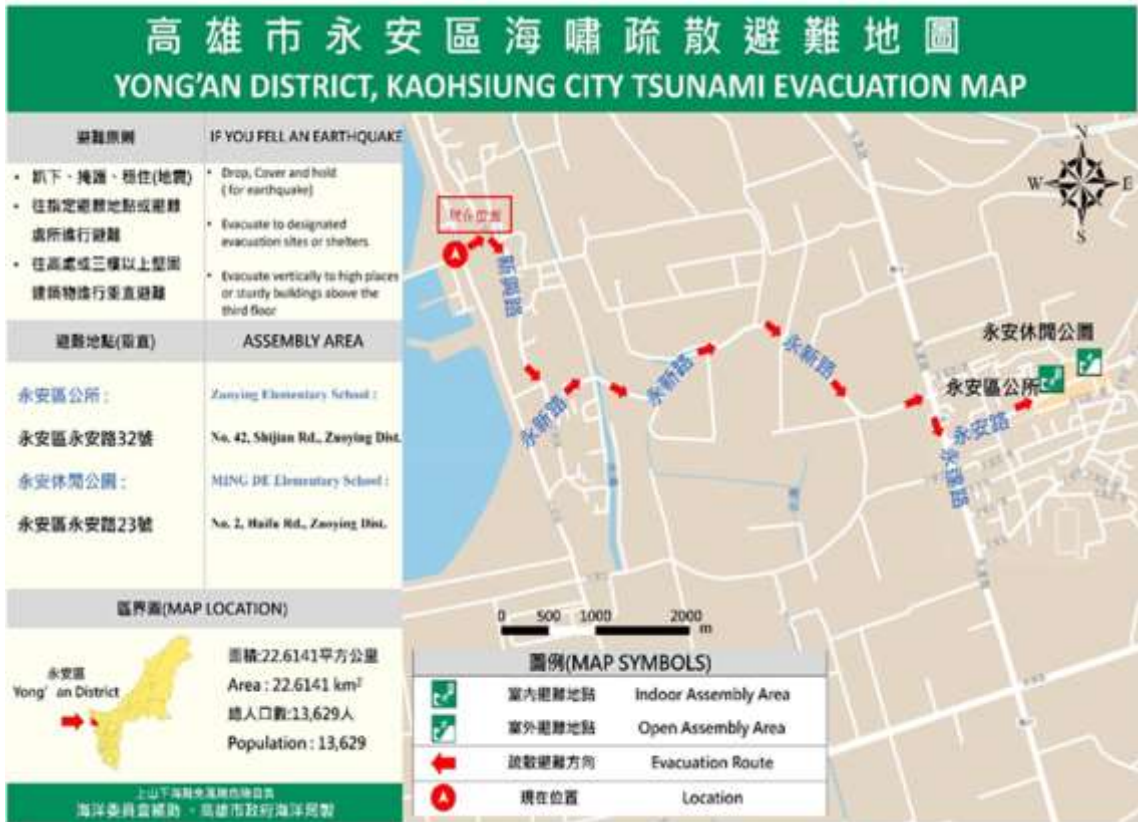 高雄市永安區海嘯疏散避難地圖
YONG'AN DISTRICT, KAOHSIUNG CITY TSUNAMI EVACUATION MAP
避難原則
IF YOU FELL AN EARTHQUAKE
• 趴下、掩護、穩住(地震)
• 往指定避難地點或避難
處所進行避難
• 往高處或三樓以上堅固
建築物進行垂直避難
• Drop, Cover and hold
( for earthquake)
• Evacuate to designated
evacuation sites or shelters
• Evacuate vertically to high places
or sturdy buildings above the
third floor
避難地點(垂直)
ASSEMBLY AREA
永安區公所：
Zuoying Elementary School :
永安區永安路32號
No. 42, Shijian Rd., Zuoying Dist.
永安休閒公園：
MING DE Elementary School :
永安區永安路23號
No. 2, Haifu Rd., Zuoying Dist.
區界圖(MAP LOCATION)
永安區
Yong' an District
面積:22.6141平方公里
Area : 22.6141 km²
總人口數:13,629人
Population : 13,629
海洋委員會補助、高雄市政府海洋局製
N
W
E
S
現在位置
永新路
永新路
永新路
永安休閒公園
永安區公所
永安路
0 500 1000 2000
m
圖例(MAP SYMBOLS)
室內避難地點 Indoor Assembly Area
室外避難地點 Open Assembly Area
疏散避難方向 Evacuation Route
現在位置 Location